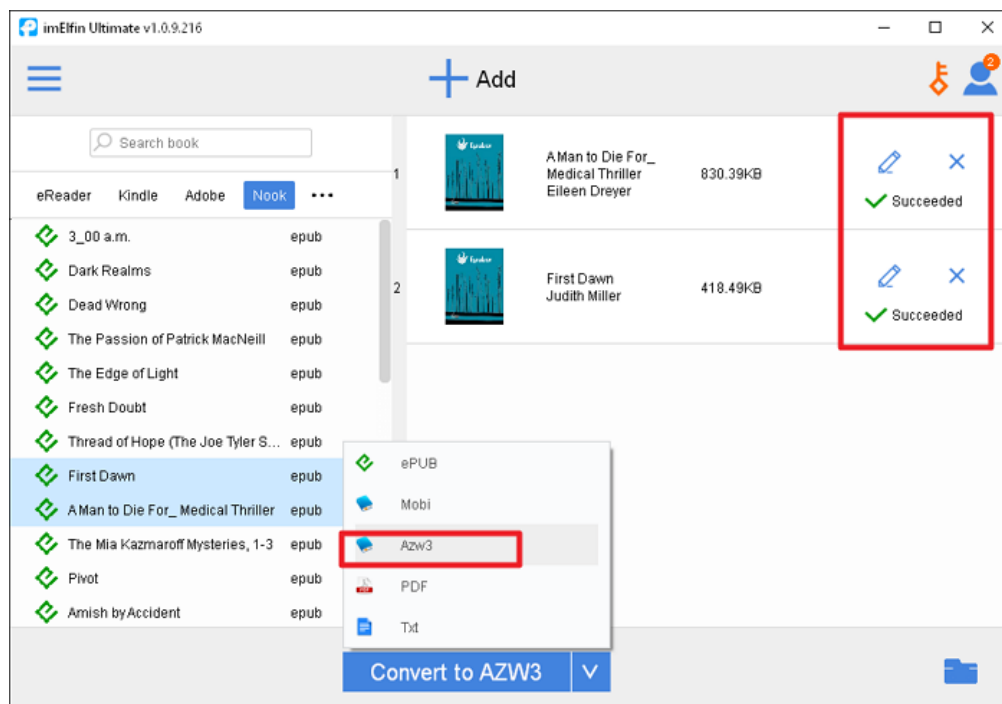 imElfin Ultimate v1.0.9.216
Add
2
Search book
eReader Kindle Adobe Nook •••
3_00 a.m. epub
Dark Realms epub
Dead Wrong epub
The Passion of Patrick MacNeill epub
The Edge of Light epub
Fresh Doubt epub
Thread of Hope (The Joe Tyler S... epub
First Dawn epub
A Man to Die For_ Medical Thriller epub
The Mia Kazmaroff Mysteries, 1-3 epub
Pivot epub
Amish by Accident epub
1
Epubor
A Man to Die For_
Medical Thriller
Eileen Dreyer
830.39KB
Succeeded
2
Epubor
First Dawn
Judith Miller
418.49KB
Succeeded
ePUB
Mobi
Azw3
PDF
Txt
Convert to AZW3